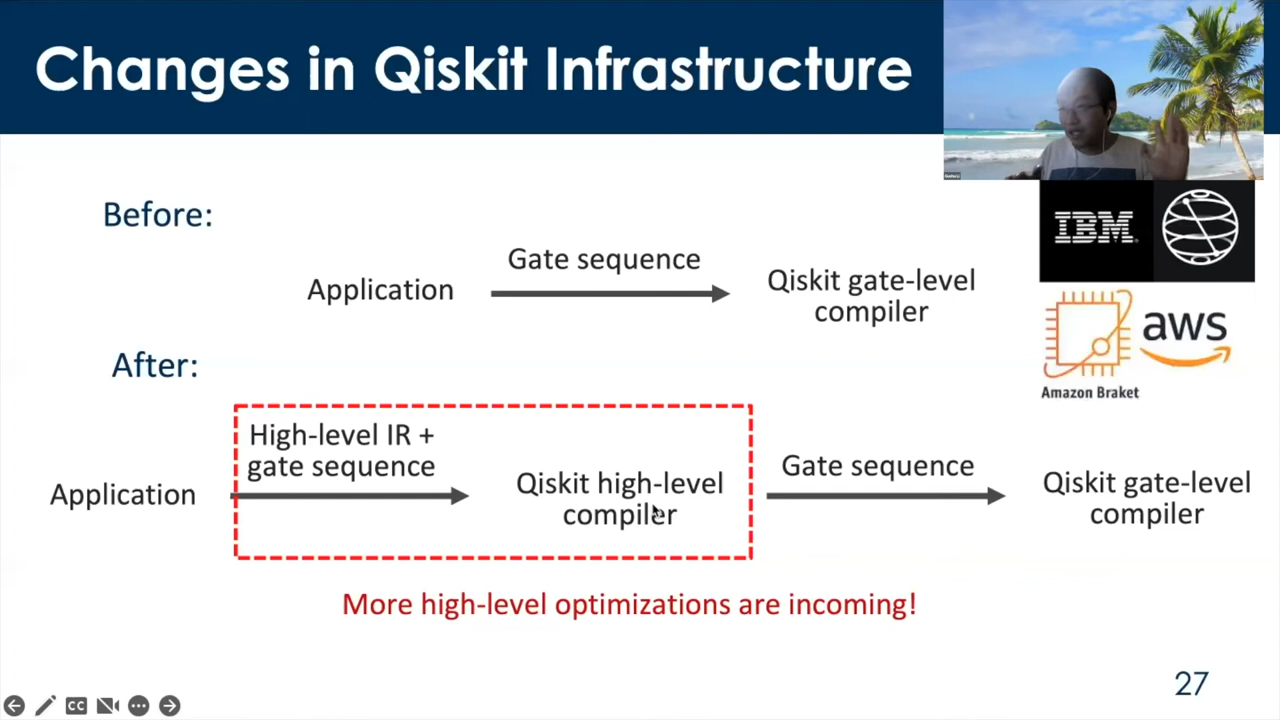 Changes in Qiskit Infrastructure
Before:
Application
Gate sequence
Qiskit gate-level
compiler
IBM
aws
Amazon Braket
After:
Application
High-level IR +
gate sequence
Qiskit high-level
compiler
Gate sequence
Qiskit gate-level
compiler
More high-level optimizations are incoming!
27
CC